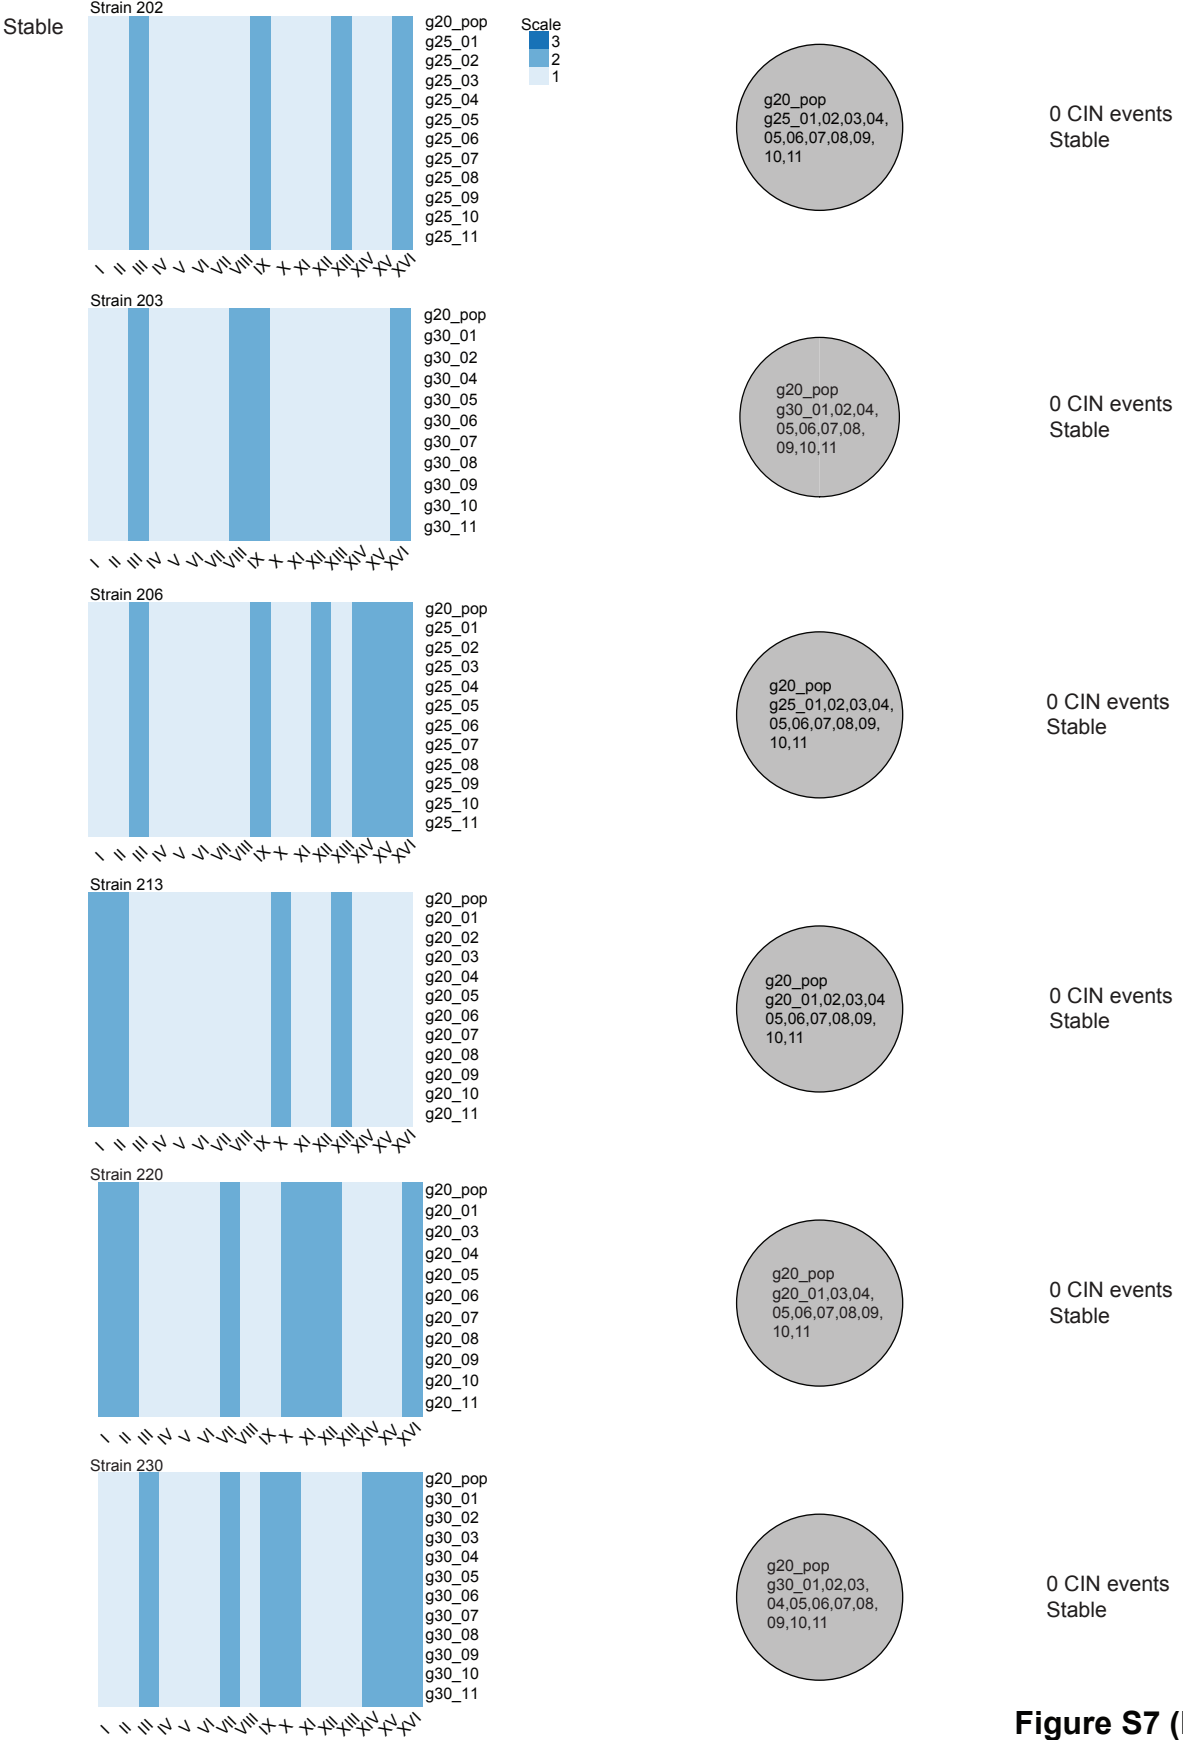 Stable
Strain 202
g20_pop
g25_01
g25_02
g25_03
g25_04
g25_05
g25_06
g25_07
g25_08
g25_09
g25_10
g25_11
I II III IV V VI VII VIII IX X XI XII XIII XIV XV XVI
Scale
3
2
1
g20_pop
g25_01,02,03,04,
05,06,07,08,09,
10,11
0 CIN events
Stable
Strain 203
g20_pop
g30_01
g30_02
g30_04
g30_05
g30_06
g30_07
g30_08
g30_09
g30_10
g30_11
I II III IV V VI VII VIII IX X XI XII XIII XIV XV XVI
g20_pop
g30_01,02,04,
05,06,07,08,
09,10,11
0 CIN events
Stable
Strain 206
g20_pop
g25_01
g25_02
g25_03
g25_04
g25_05
g25_06
g25_07
g25_08
g25_09
g25_10
g25_11
I II III IV V VI VII VIII IX X XI XII XIII XIV XV XVI
g20_pop
g25_01,02,03,04,
05,06,07,08,09,
10,11
0 CIN events
Stable
Strain 213
g20_pop
g20_01
g20_02
g20_03
g20_04
g20_05
g20_06
g20_07
g20_08
g20_09
g20_10
g20_11
I II III IV V VI VII VIII IX X XI XII XIII XIV XV XVI
g20_pop
g20_01,02,03,04
05,06,07,08,09,
10,11
0 CIN events
Stable
Strain 220
g20_pop
g20_01
g20_03
g20_04
g20_05
g20_06
g20_07
g20_08
g20_09
g20_10
g20_11
I II III IV V VI VII VIII IX X XI XII XIII XIV XV XVI
g20_pop
g20_01,03,04,
05,06,07,08,09,
10,11
0 CIN events
Stable
Strain 230
g20_pop
g30_01
g30_02
g30_03
g30_04
g30_05
g30_06
g30_07
g30_08
g30_09
g30_10
g30_11
I II III IV V VI VII VIII IX X XI XII XIII XIV XV XVI
g20_pop
g30_01,02,03,
04,05,06,07,08,
09,10,11
0 CIN events
Stable
Figure S7